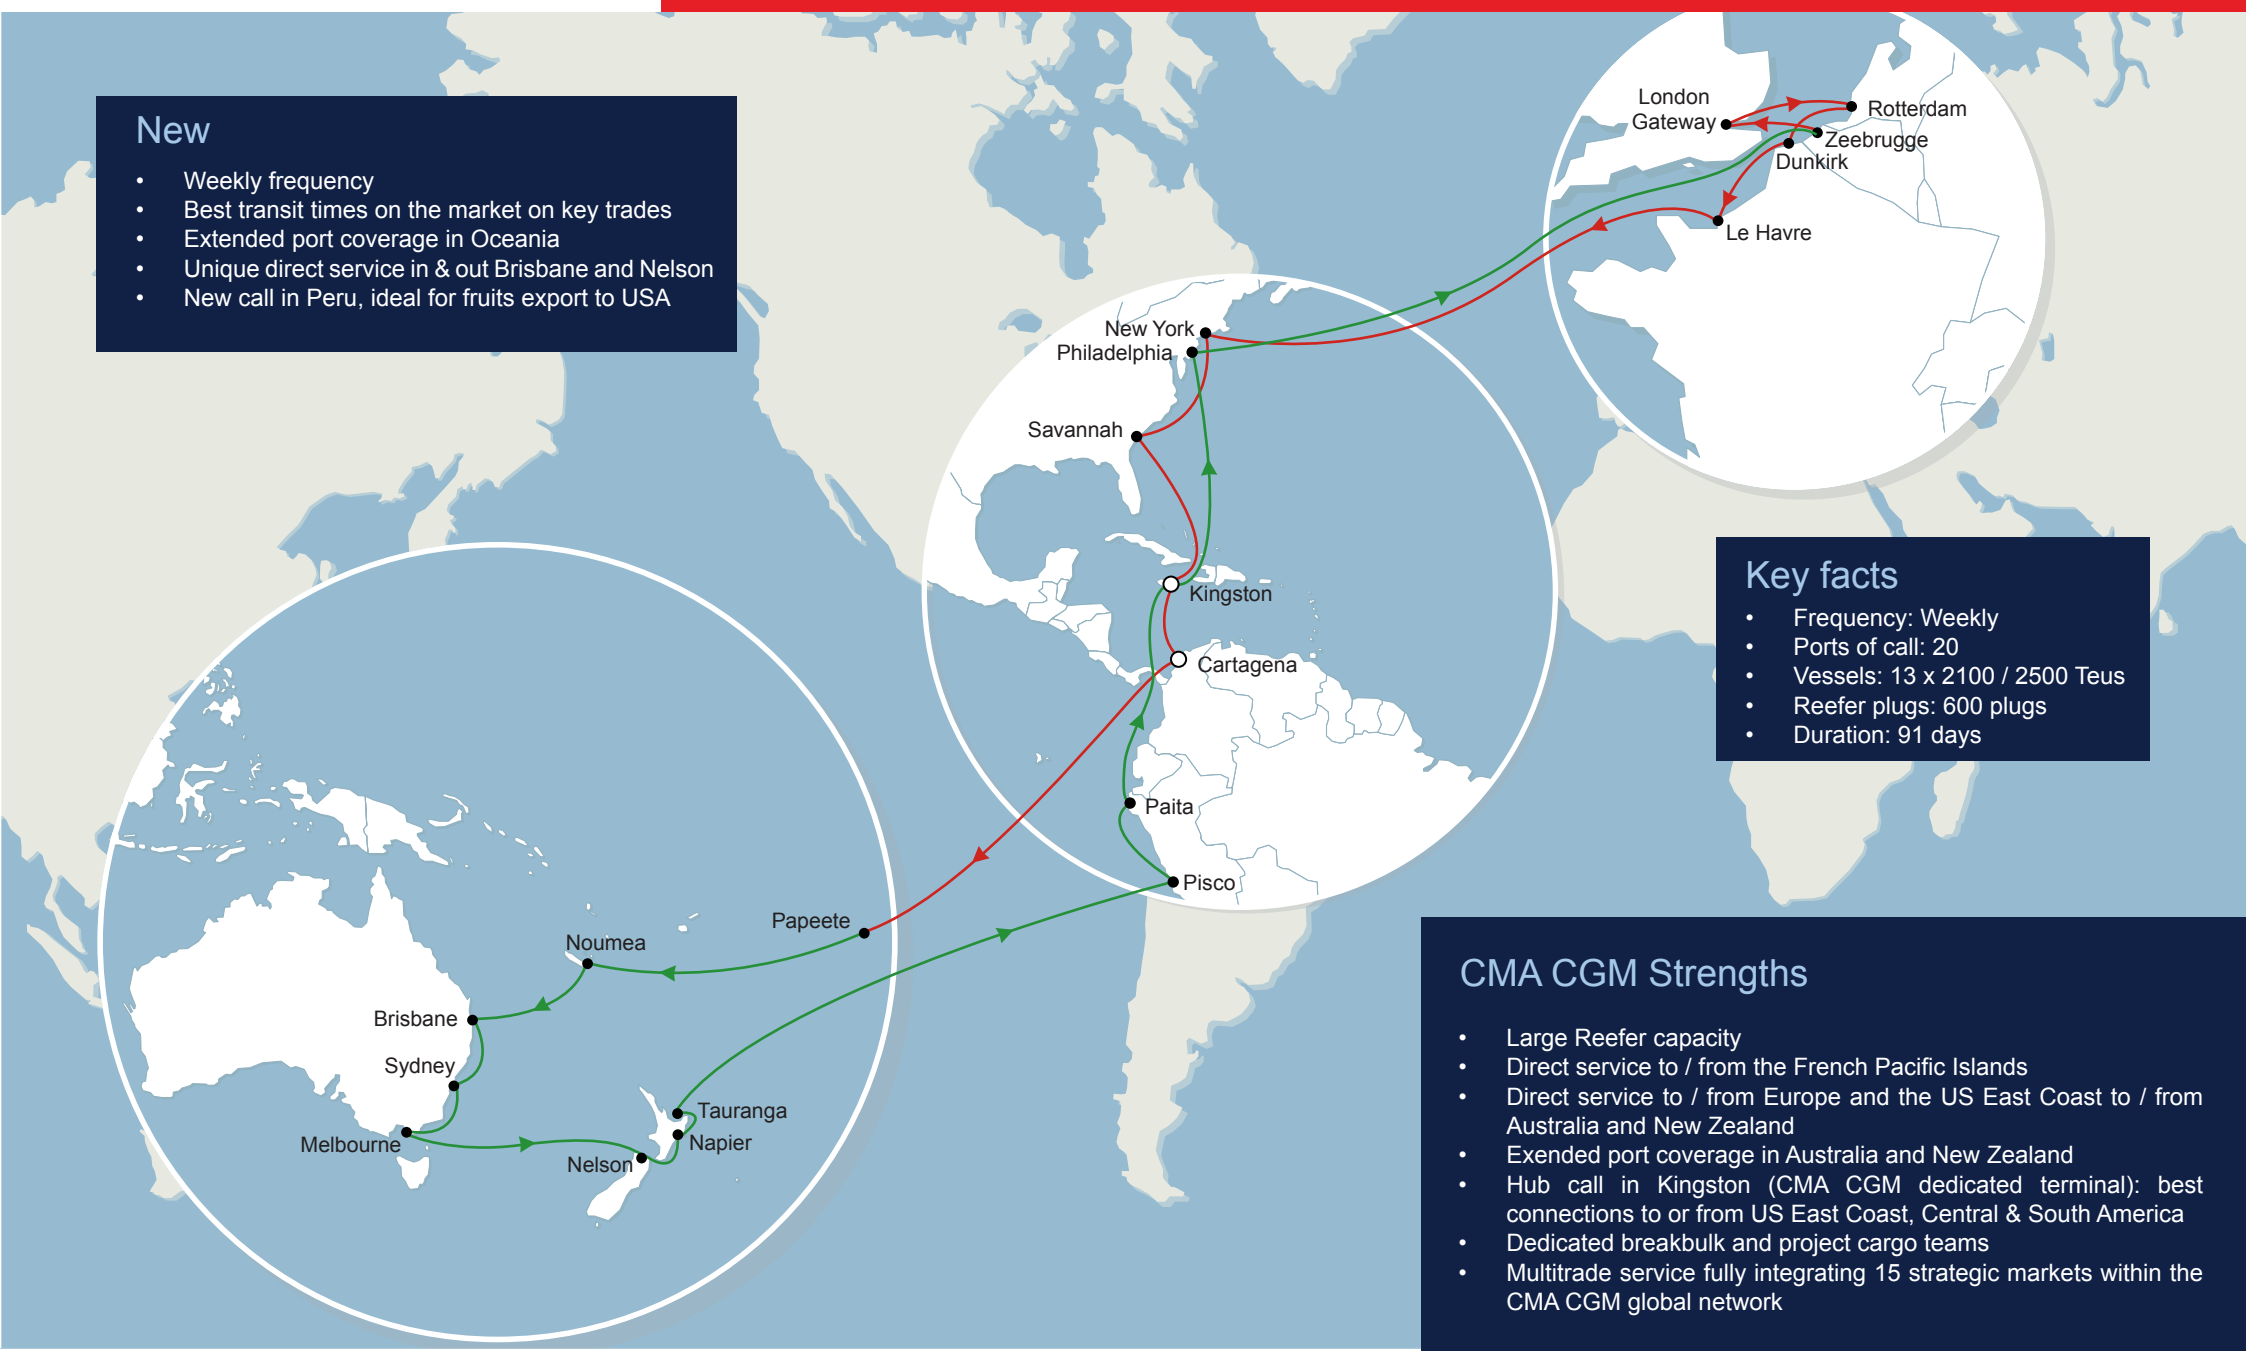 New
• Weekly frequency
• Best transit times on the market on key trades
• Extended port coverage in Oceania
• Unique direct service in & out Brisbane and Nelson
• New call in Peru, ideal for fruits export to USA
London
Gateway
Rotterdam
Zeebrugge
Dunkirk
Le Havre
New York
Philadelphia
Savannah
Kingston
Cartagena
Paita
Pisco
Papeete
Noumea
Brisbane
Sydney
Melbourne
Tauranga
Napier
Nelson
Key facts
• Frequency: Weekly
• Ports of call: 20
• Vessels: 13 x 2100 / 2500 Teus
• Reefer plugs: 600 plugs
• Duration: 91 days
CMA CGM Strengths
• Large Reefer capacity
• Direct service to / from the French Pacific Islands
• Direct service to / from Europe and the US East Coast to / from
Australia and New Zealand
• Exended port coverage in Australia and New Zealand
• Hub call in Kingston (CMA CGM dedicated terminal): best
connections to or from US East Coast, Central & South America
• Dedicated breakbulk and project cargo teams
• Multitrade service fully integrating 15 strategic markets within the
CMA CGM global network